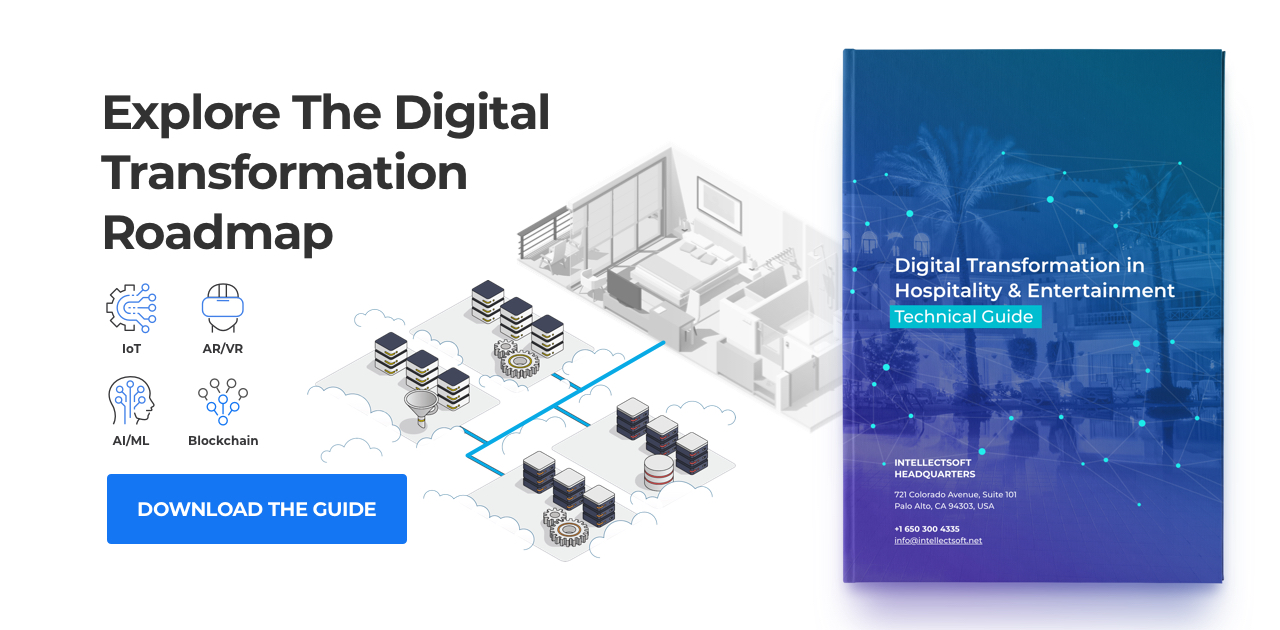 Explore The Digital
Transformation
Roadmap
IoT
AR/VR
AI/ML
Blockchain
DOWNLOAD THE GUIDE
Digital Transformation in
Hospitality & Entertainment
Technical Guide
INTELLECTSOFT
HEADQUARTERS
721 Colorado Avenue, Suite 101
Palo Alto, CA 94303, USA
+1 650 300 4335
info@intellectsoft.net